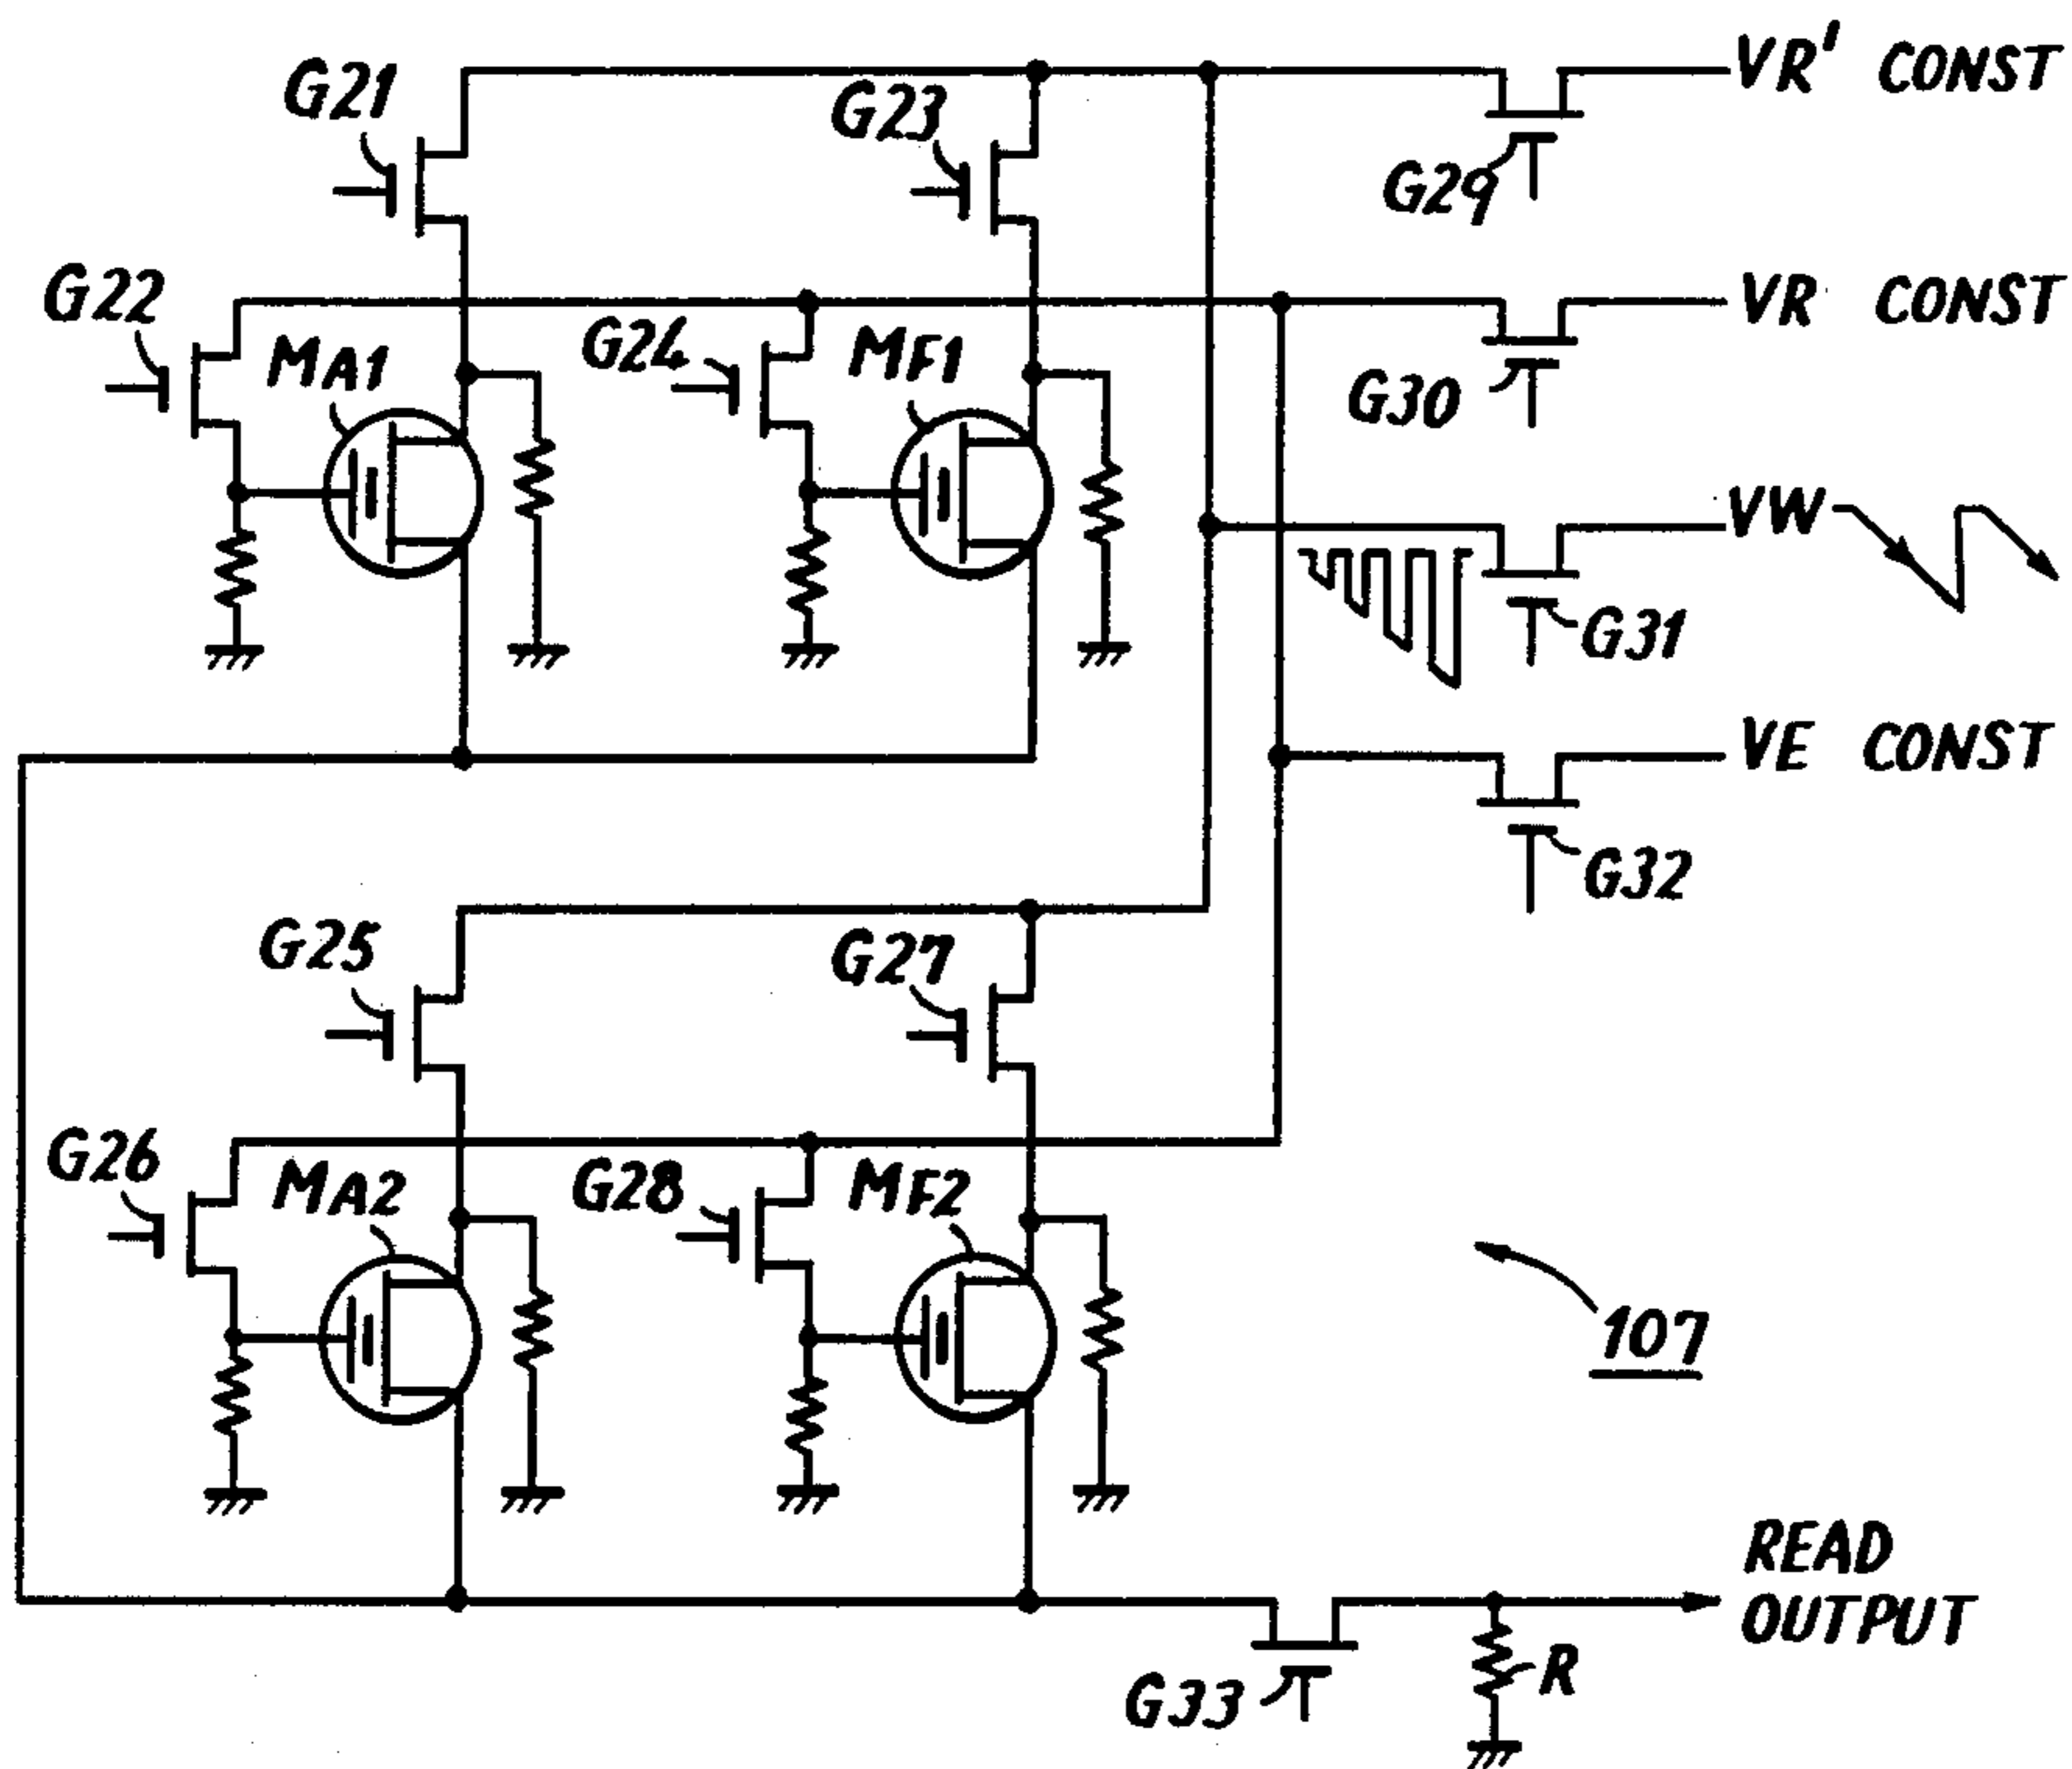 VR' CONST
G21
G23
G29
G22
VR CONST
MA1
G24
MF1
G30
VW
G31
VE CONST
G32
G25
G27
G26
MA2
G28
MF2
107
READ
OUTPUT
G33
R